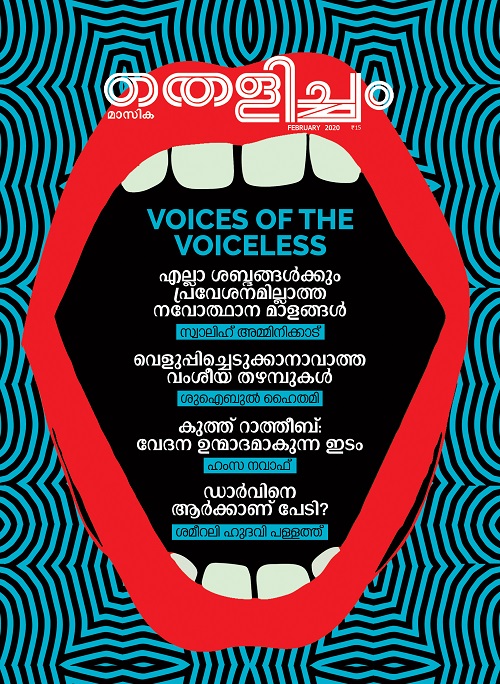 തെളിച്ചം
മാസിക
FEBRUARY 2020 ₹15
VOICES OF THE
VOICELESS
എല്ലാ ശബ്ദങ്ങൾക്കും
പ്രവേശനമില്ലാത്ത
നവോത്ഥാന മാളങ്ങൾ
സ്വാലിഹ് അമ്മിനിക്കാട്
വെളുപ്പിച്ചെടുക്കാനാവാത്ത
വംശീയ തഴമ്പുകൾ
ശുഐബുൽ ഹൈതമി
കുത്ത് റാത്തീബ്:
വേദന ഉന്മാദമാകുന്ന ഇടം
ഹംസ നവാഫ്
ഡാർവിനെ
ആർക്കാണ് പേടി?
ശമീറലി ഹുദവി പള്ളത്ത്